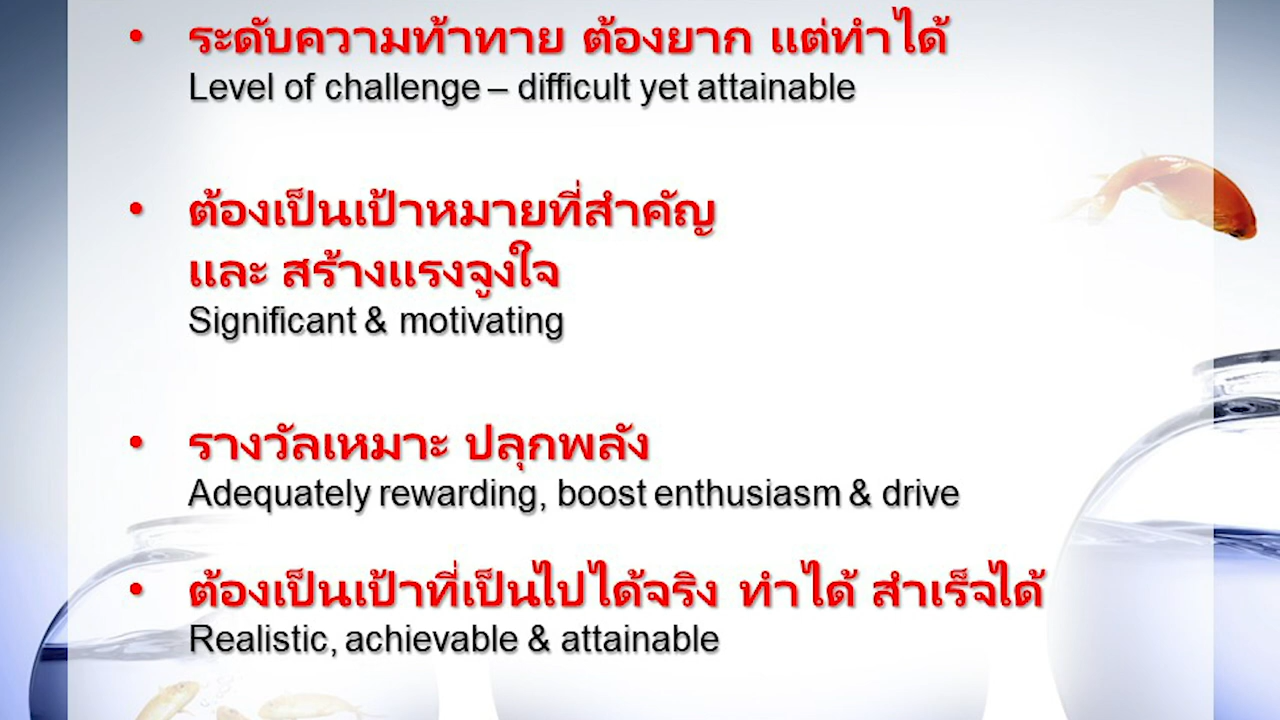 • ระดับความท้าทาย ต้องยาก แต่ทำได้
Level of challenge – difficult yet attainable
• ต้องเป็นเป้าหมายที่สำคัญ
และ สร้างแรงจูงใจ
Significant & motivating
• รางวัลเหมาะ ปลุกพลัง
Adequately rewarding, boost enthusiasm & drive
• ต้องเป็นเป้าที่เป็นไปได้จริง ทำได้ สำเร็จได้
Realistic, achievable & attainable